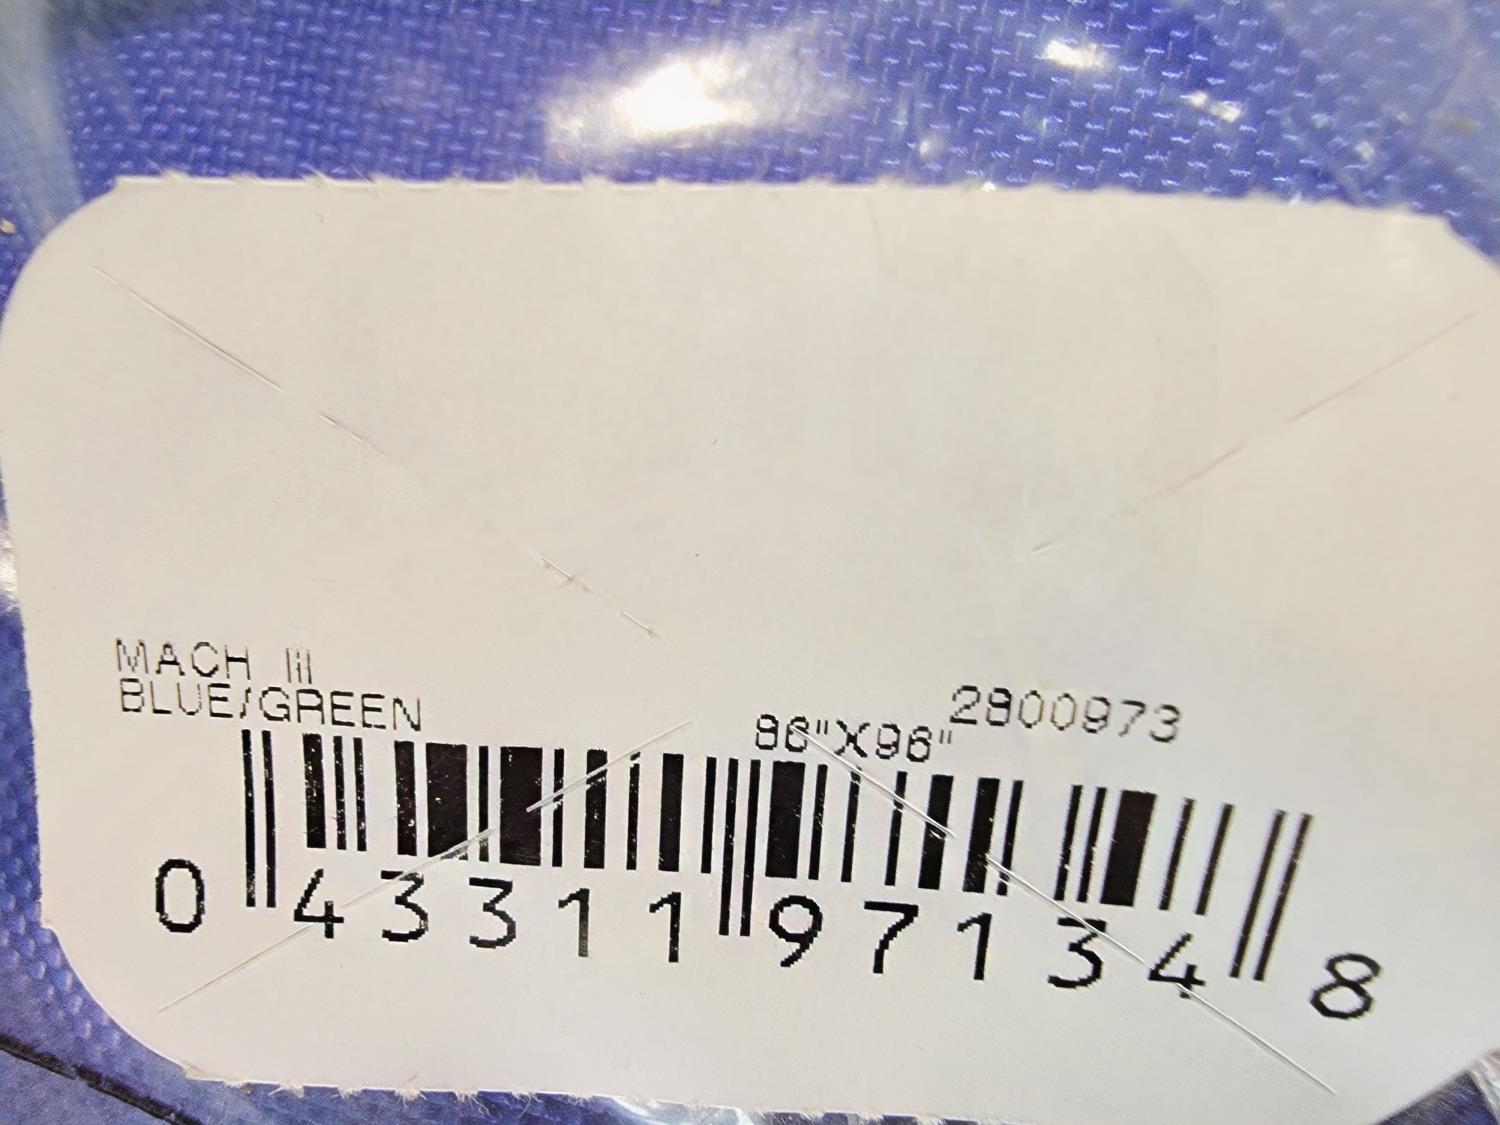 MACH III
BLUE/GREEN
2800973
86"X96"
0 43311 97134 8